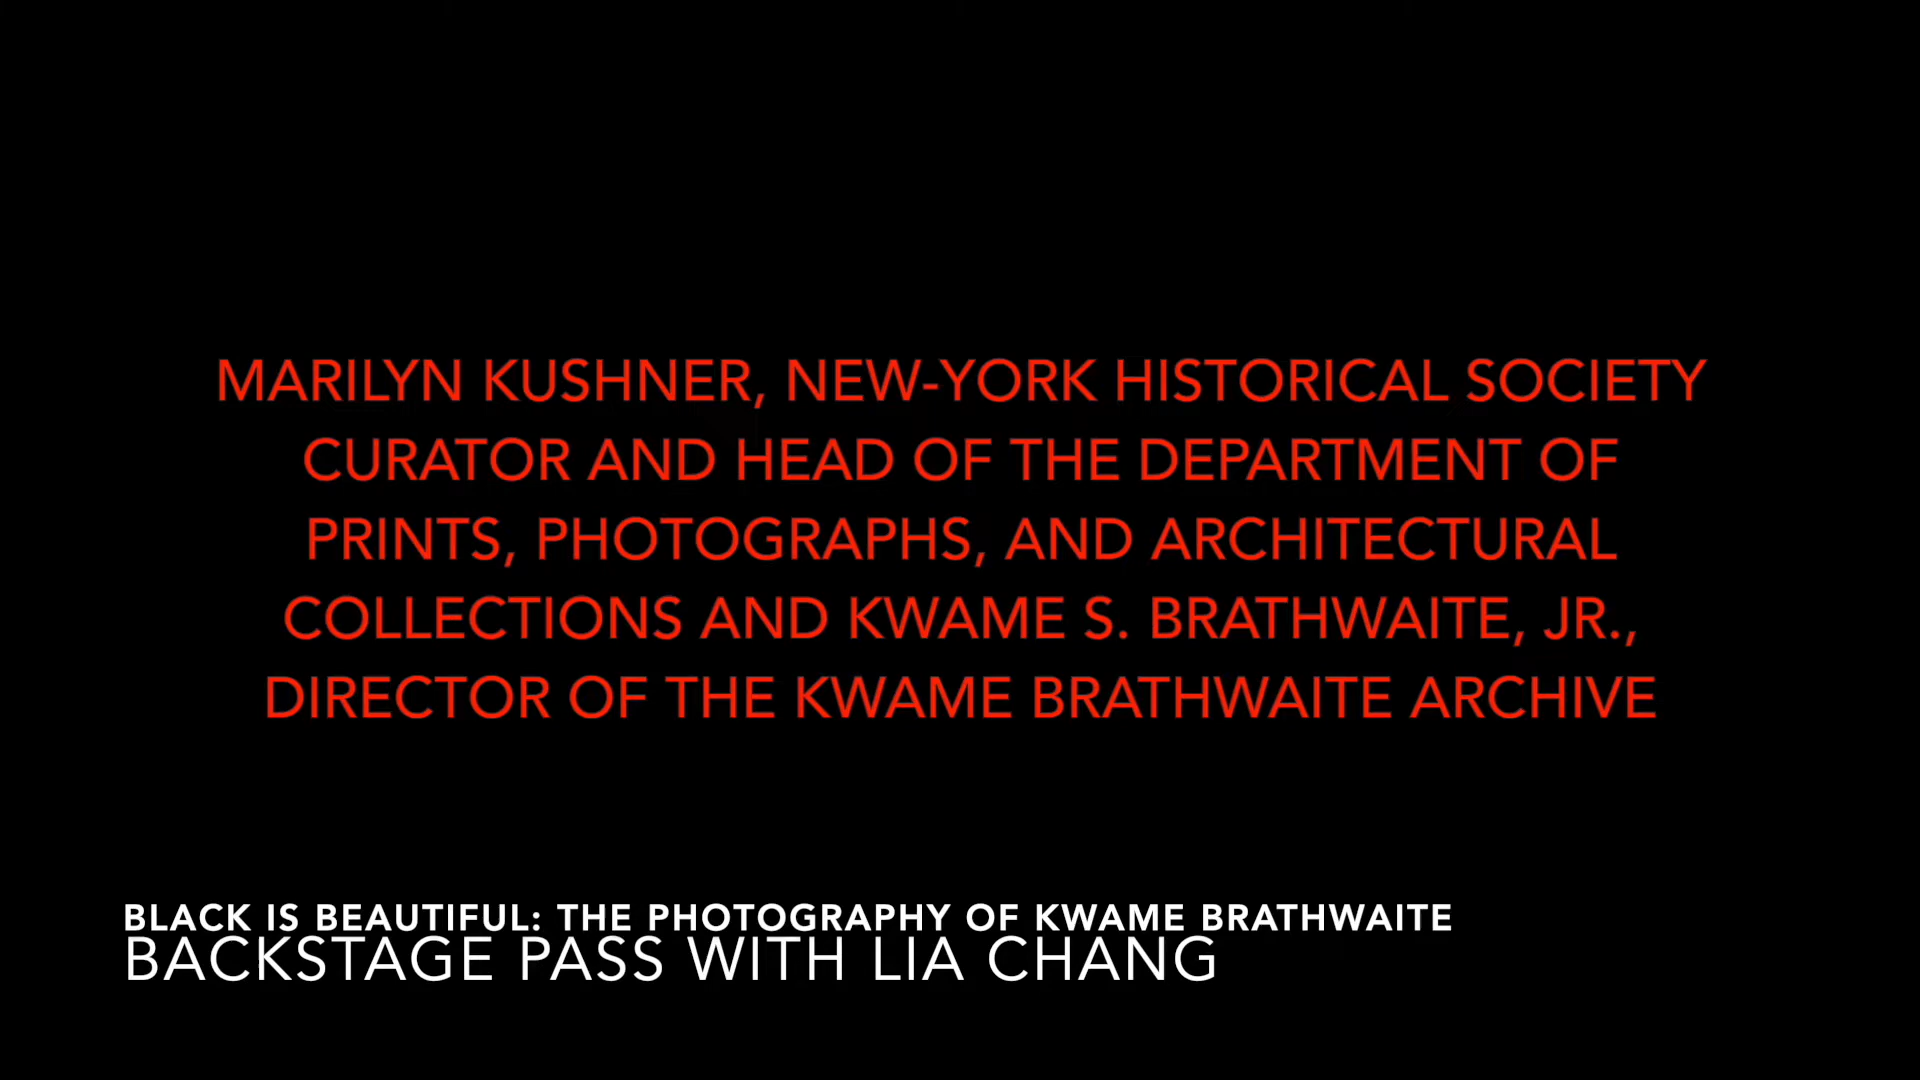 MARILYN KUSHNER, NEW-YORK HISTORICAL SOCIETY
CURATOR AND HEAD OF THE DEPARTMENT OF
PRINTS, PHOTOGRAPHS, AND ARCHITECTURAL
COLLECTIONS AND KWAME S. BRATHWAITE, JR.,
DIRECTOR OF THE KWAME BRATHWAITE ARCHIVE
BLACK IS BEAUTIFUL: THE PHOTOGRAPHY OF KWAME BRATHWAITE
BACKSTAGE PASS WITH LIA CHANG